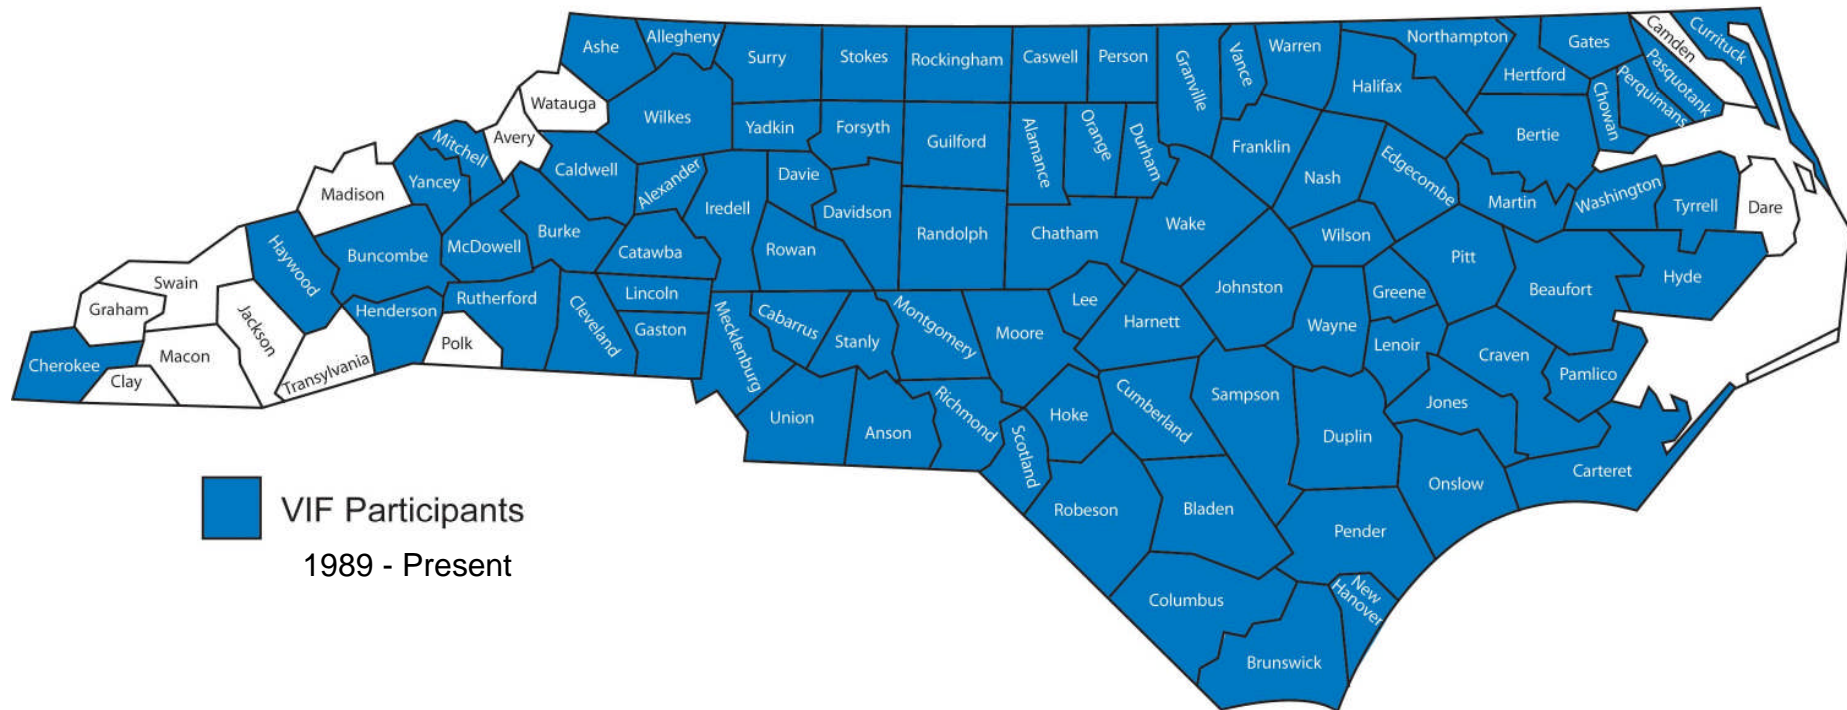 Ashe
Allegheny
Surry
Stokes
Rockingham
Caswell
Person
Granville
Vance
Warren
Northampton
Gates
Camden
Currituck
Pasquotank
Perquimans
Chowan
Hertford
Halifax
Bertie
Watauga
Wilkes
Yadkin
Forsyth
Guilford
Alamance
Orange
Durham
Franklin
Nash
Edgecombe
Martin
Washington
Tyrrell
Dare
Avery
Mitchell
Yancey
Madison
Caldwell
Alexander
Iredell
Davie
Davidson
Randolph
Chatham
Wake
Wilson
Pitt
Beaufort
Hyde
Haywood
Buncombe
McDowell
Burke
Catawba
Rowan
Swain
Graham
Jackson
Henderson
Rutherford
Cleveland
Lincoln
Gaston
Mecklenburg
Cabarrus
Stanly
Montgomery
Moore
Lee
Harnett
Johnston
Greene
Wayne
Lenoir
Craven
Pamlico
Cherokee
Clay
Macon
Transylvania
Polk
Union
Anson
Richmond
Scotland
Hoke
Cumberland
Sampson
Duplin
Jones
Onslow
Carteret
Robeson
Bladen
Pender
Columbus
New
Hanover
Brunswick
VIF Participants
1989 - Present